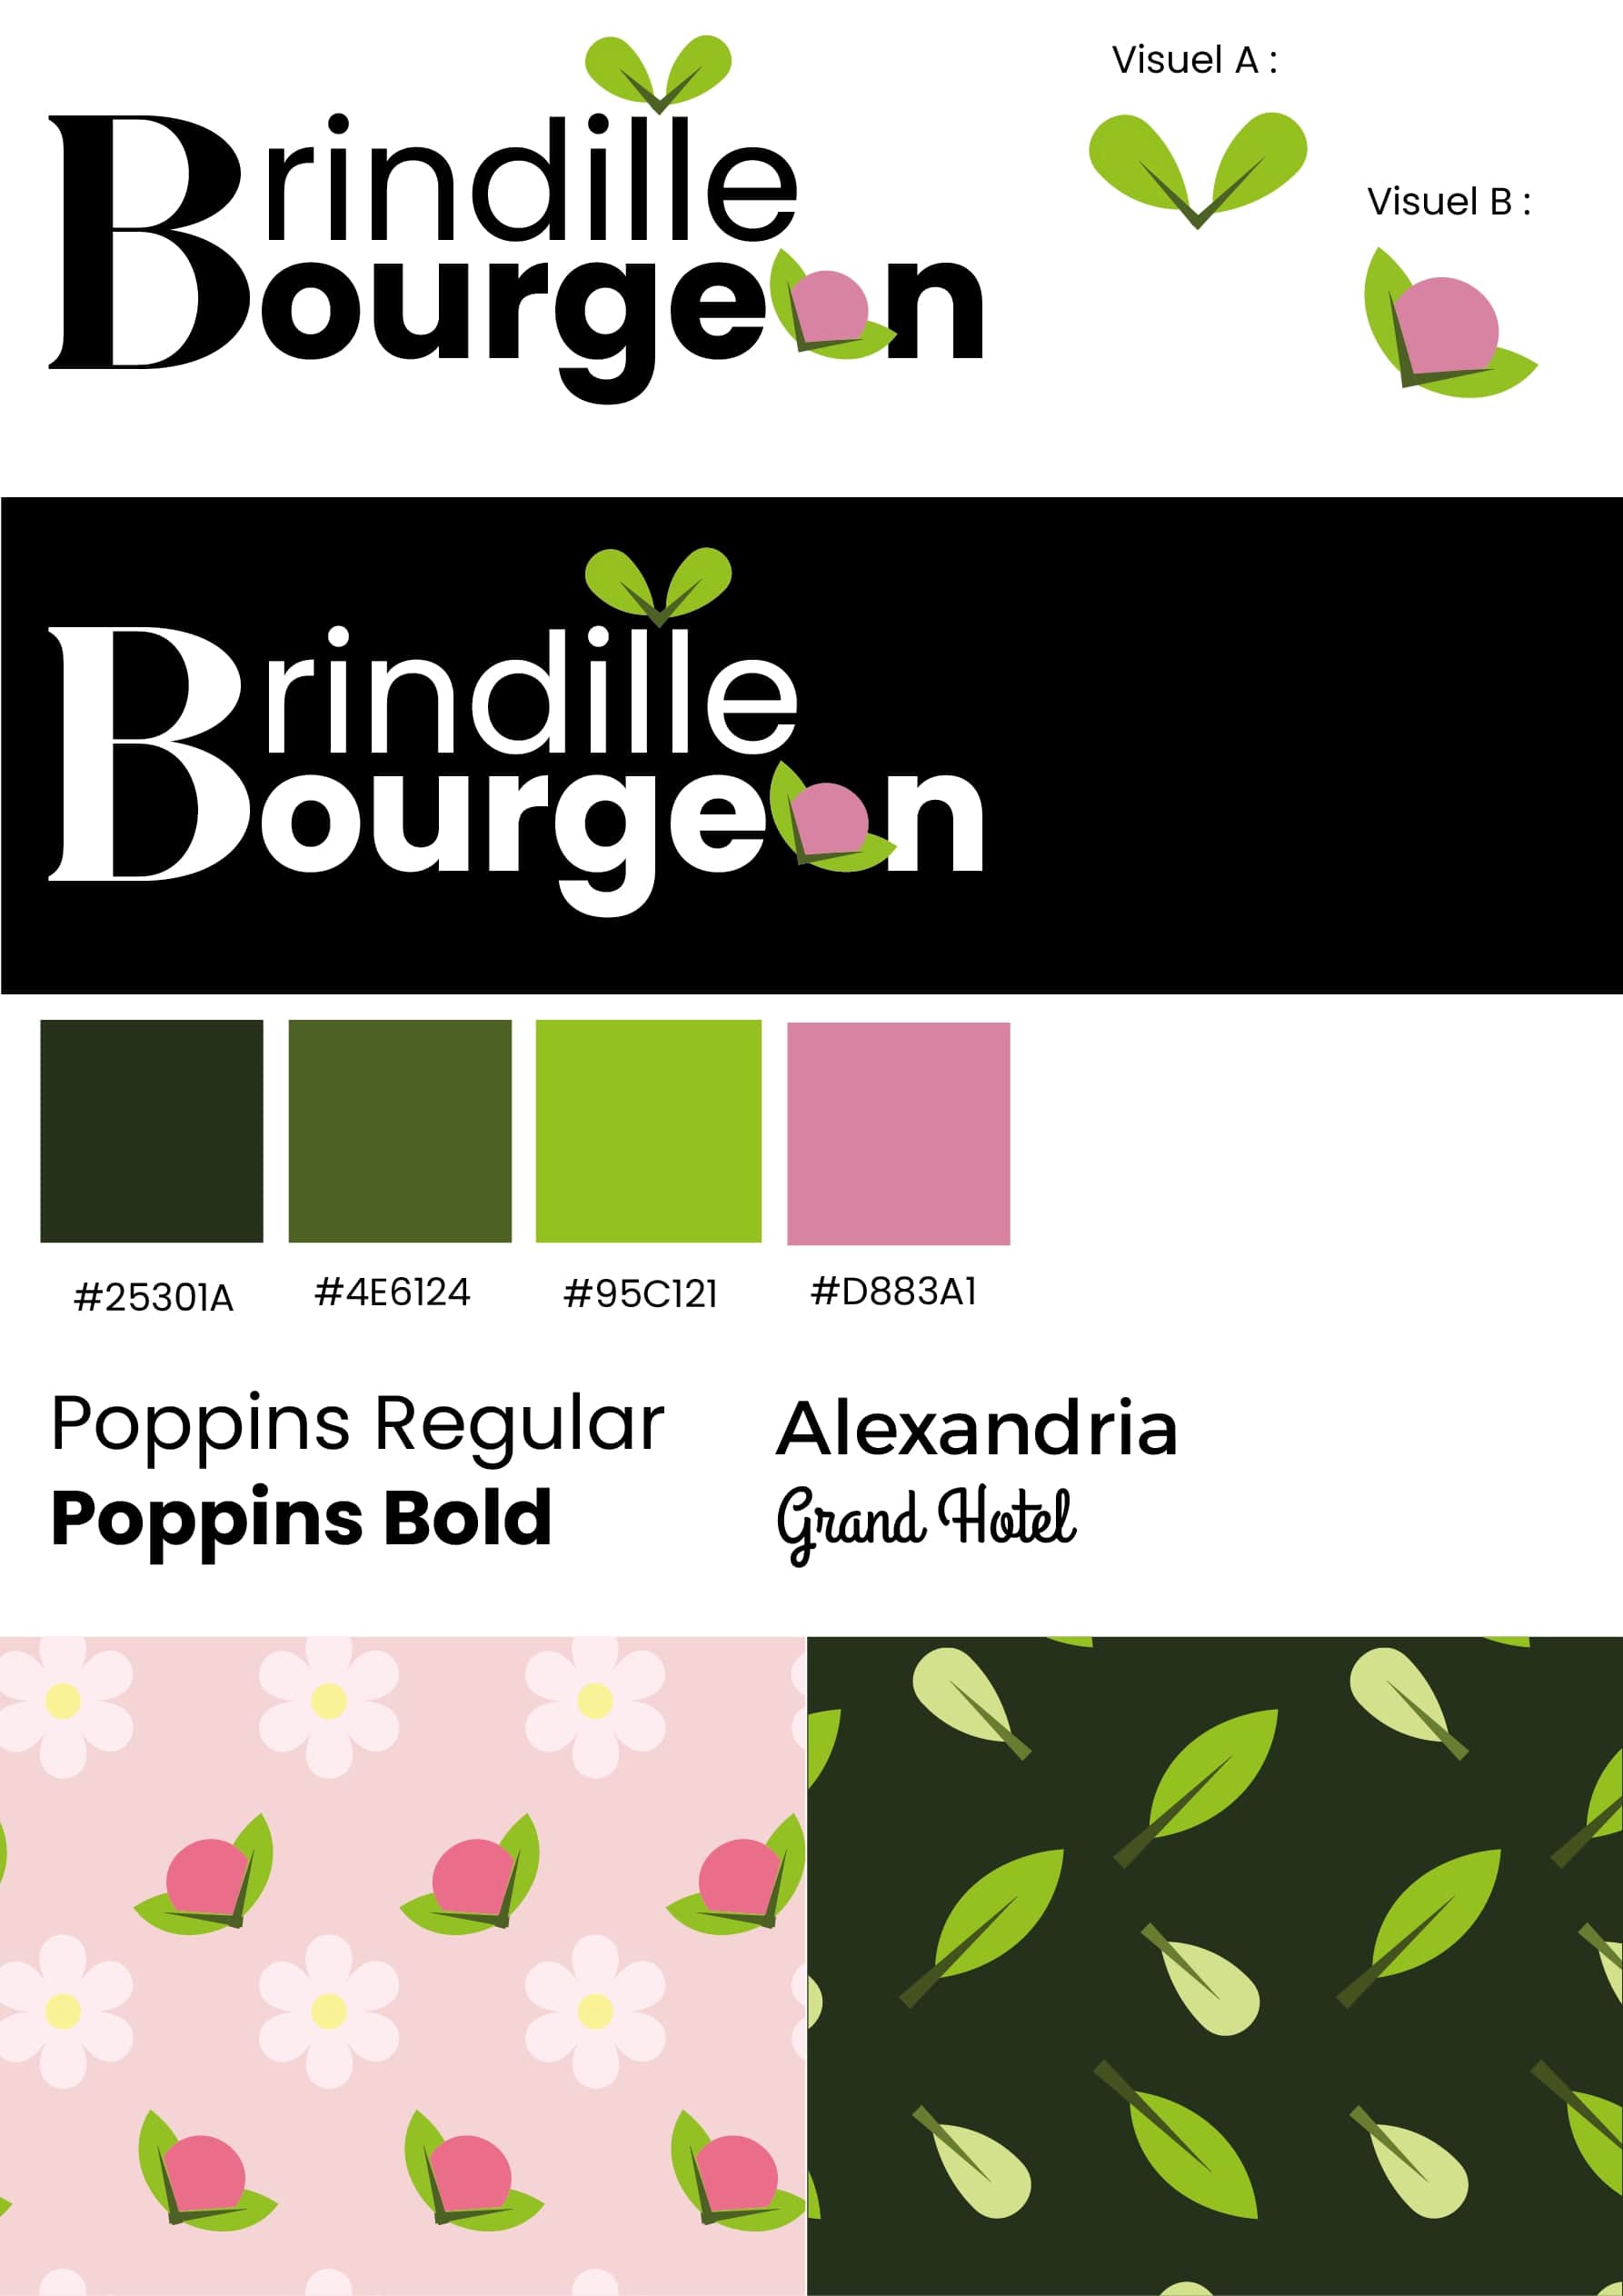 Brindille
Bourgeon
Visuel A :
Visuel B :
Brindille
Bourgeon
#25301A
#4E6124
#95C121
#D883A1
Poppins Regular
Poppins Bold
Alexandria
Grand Hotel